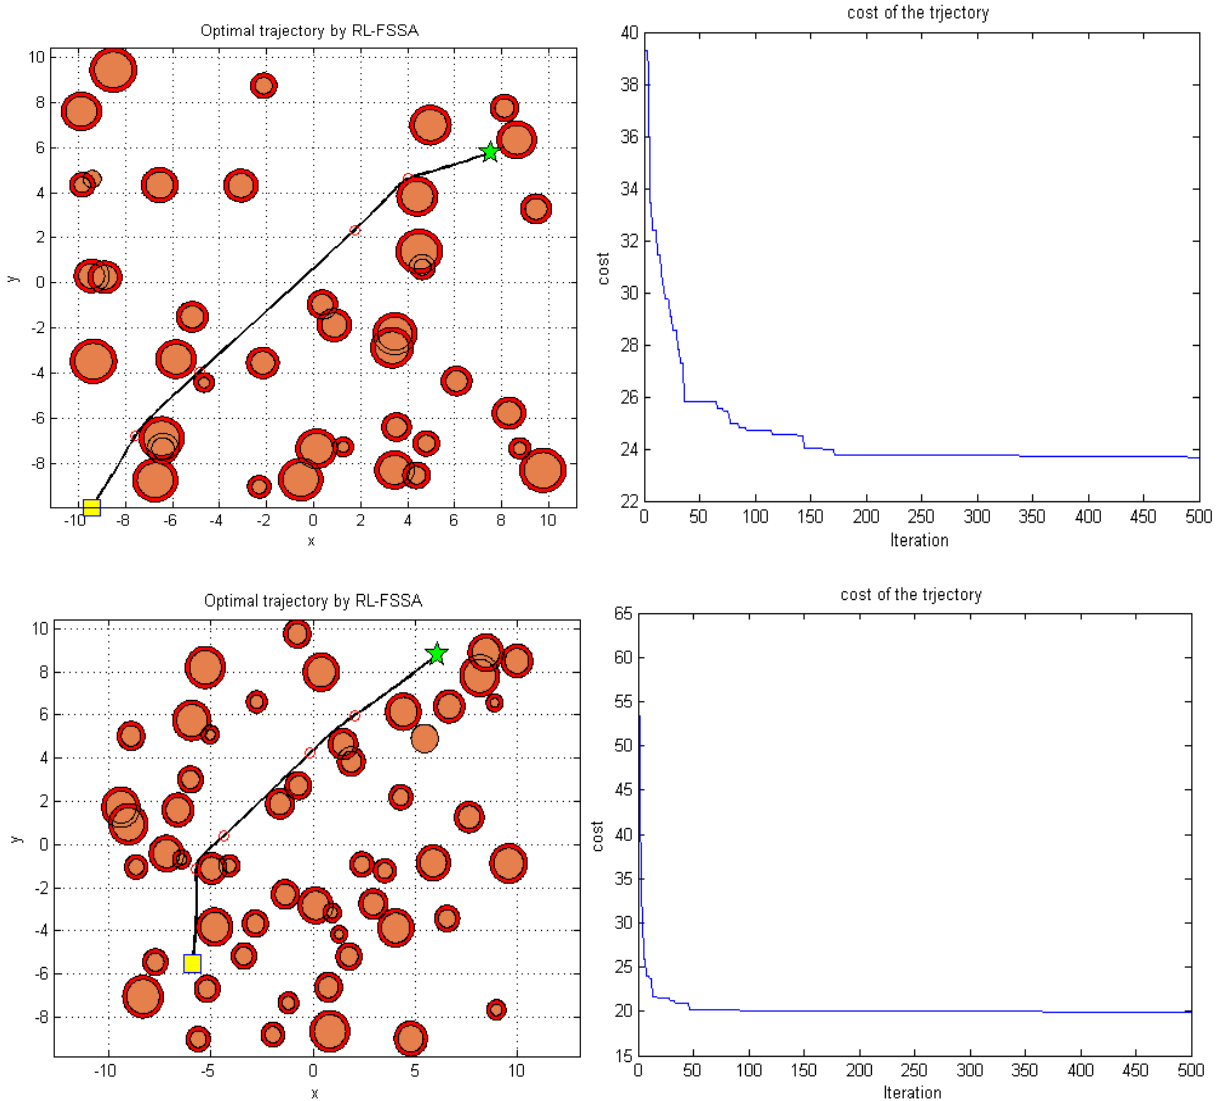 Optimal trajectory by RL-FSSA
10
8
6
4
2
0
-2
-4
-6
-8
y
-10 -8 -6 -4 -2 0 2 4 6 8 10
x
cost of the trjectory
40
38
36
34
32
30
28
26
24
22
cost
0 50 100 150 200 250 300 350 400 450 500
Iteration
Optimal trajectory by RL-FSSA
10
8
6
4
2
0
-2
-4
-6
-8
y
-10 -5 0 5 10
x
cost of the trjectory
65
60
55
50
45
40
35
30
25
20
15
cost
0 50 100 150 200 250 300 350 400 450 500
Iteration